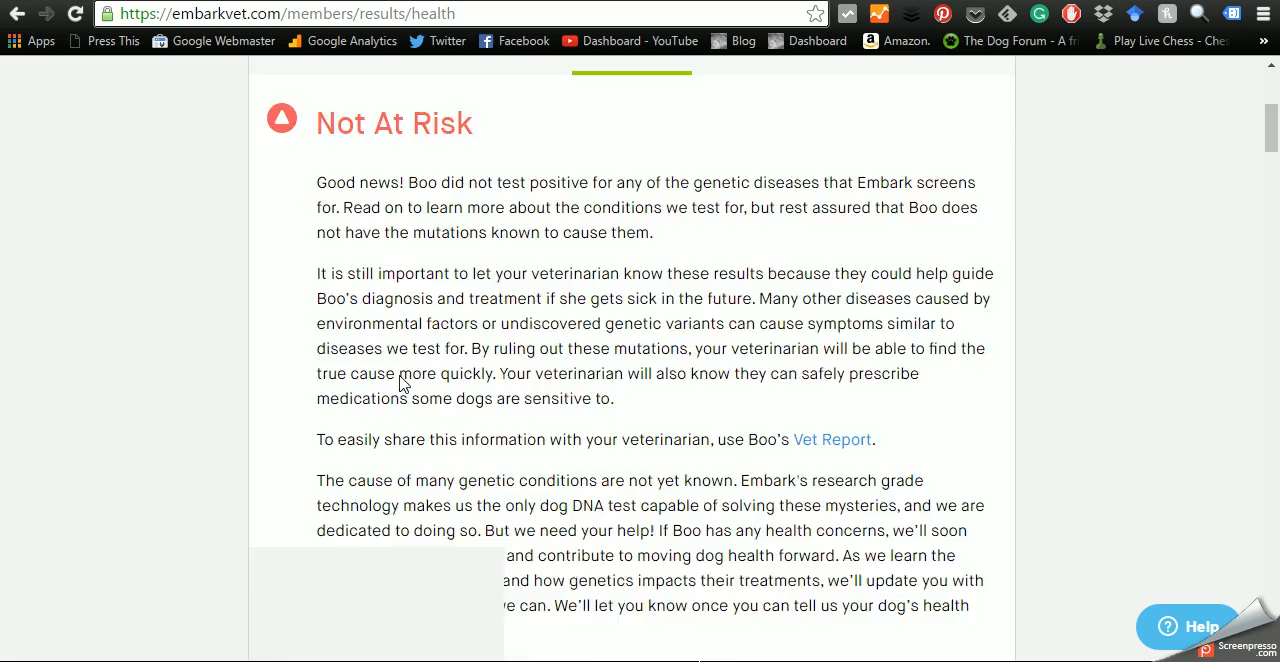 https://embarkvet.com/members/results/health
Apps Press This Google Webmaster Google Analytics Twitter Facebook Dashboard - YouTube Blog Dashboard Amazon. The Dog Forum - A fri Play Live Chess - Ches »
Not At Risk
Good news! Boo did not test positive for any of the genetic diseases that Embark screens
for. Read on to learn more about the conditions we test for, but rest assured that Boo does
not have the mutations known to cause them.
It is still important to let your veterinarian know these results because they could help guide
Boo's diagnosis and treatment if she gets sick in the future. Many other diseases caused by
environmental factors or undiscovered genetic variants can cause symptoms similar to
diseases we test for. By ruling out these mutations, your veterinarian will be able to find the
true cause more quickly. Your veterinarian will also know they can safely prescribe
medications some dogs are sensitive to.
To easily share this information with your veterinarian, use Boo's Vet Report.
The cause of many genetic conditions are not yet known. Embark's research grade
technology makes us the only dog DNA test capable of solving these mysteries, and we are
dedicated to doing so. But we need your help! If Boo has any health concerns, we'll soon
and contribute to moving dog health forward. As we learn the
and how genetics impacts their treatments, we'll update you with
can. We'll let you know once you can tell us your dog's health
Help
Screenpresso
.com